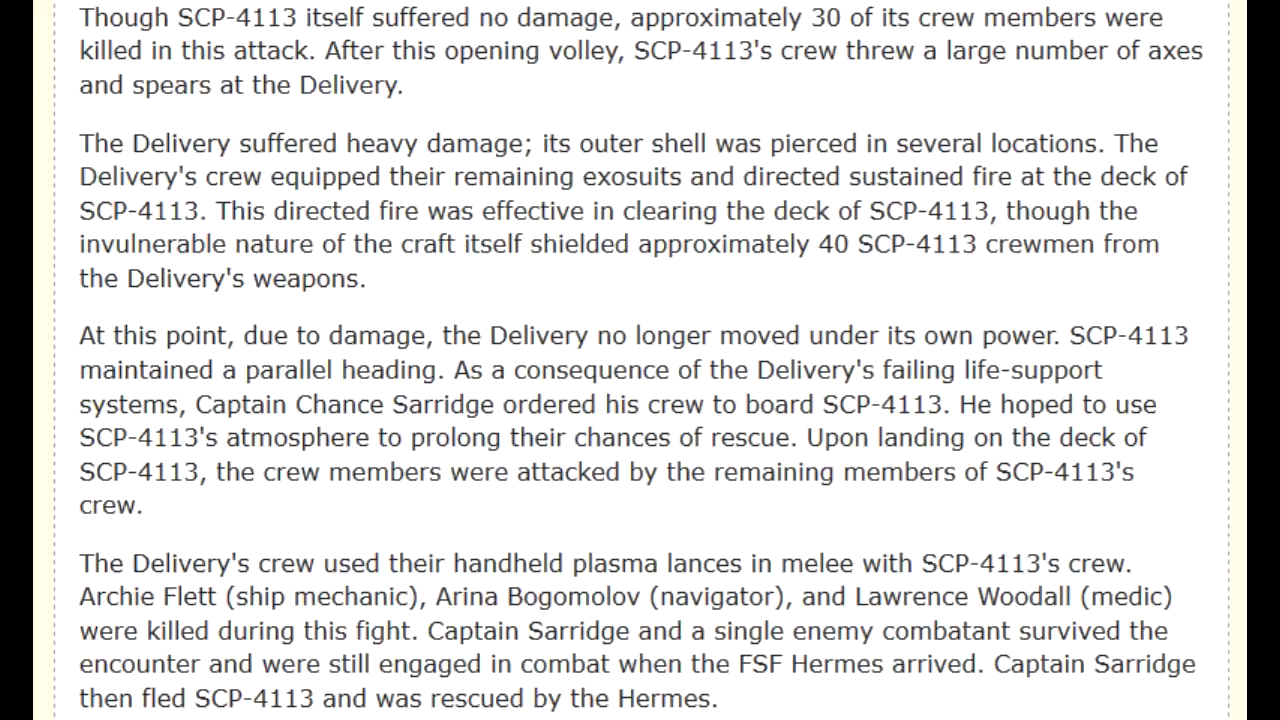 Though SCP-4113 itself suffered no damage, approximately 30 of its crew members were
killed in this attack. After this opening volley, SCP-4113's crew threw a large number of axes
and spears at the Delivery.
The Delivery suffered heavy damage; its outer shell was pierced in several locations. The
Delivery's crew equipped their remaining exosuits and directed sustained fire at the deck of
SCP-4113. This directed fire was effective in clearing the deck of SCP-4113, though the
invulnerable nature of the craft itself shielded approximately 40 SCP-4113 crewmen from
the Delivery's weapons.
At this point, due to damage, the Delivery no longer moved under its own power. SCP-4113
maintained a parallel heading. As a consequence of the Delivery's failing life-support
systems, Captain Chance Sarridge ordered his crew to board SCP-4113. He hoped to use
SCP-4113's atmosphere to prolong their chances of rescue. Upon landing on the deck of
SCP-4113, the crew members were attacked by the remaining members of SCP-4113's
crew.
The Delivery's crew used their handheld plasma lances in melee with SCP-4113's crew.
Archie Flett (ship mechanic), Arina Bogomolov (navigator), and Lawrence Woodall (medic)
were killed during this fight. Captain Sarridge and a single enemy combatant survived the
encounter and were still engaged in combat when the FSF Hermes arrived. Captain Sarridge
then fled SCP-4113 and was rescued by the Hermes.